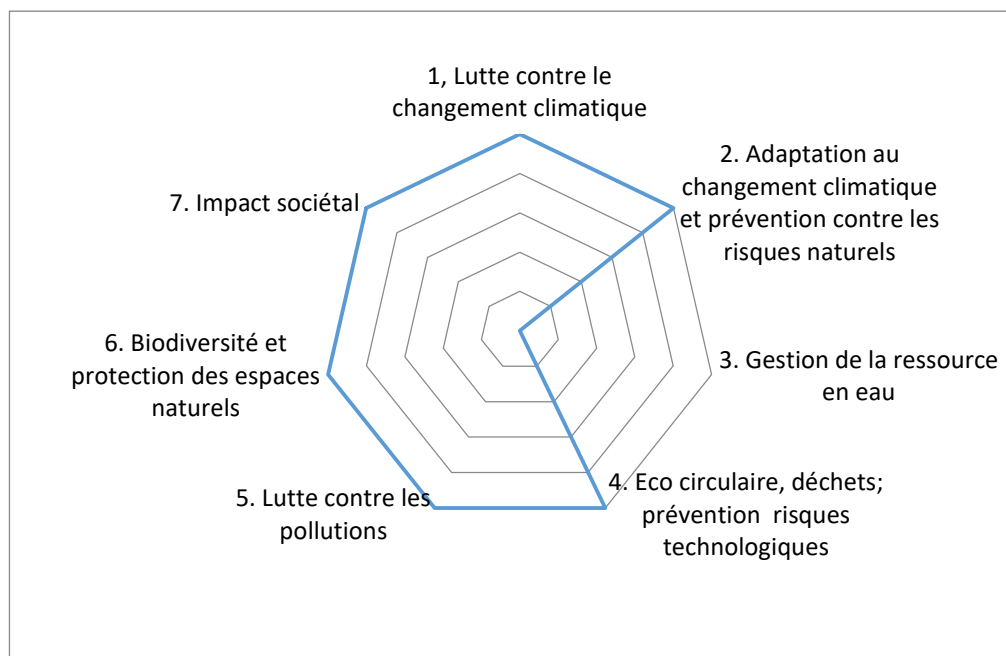 1, Lutte contre le
changement climatique
2. Adaptation au
changement climatique
et prévention contre les
risques naturels
3. Gestion de la ressource
en eau
4. Eco circulaire, déchets;
prévention  risques
technologiques
5. Lutte contre les
pollutions
6. Biodiversité et
protection des espaces
naturels
7. Impact sociétal